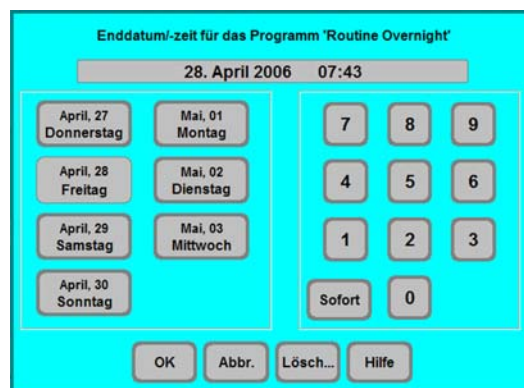 Enddatum/-zeit für das Programm 'Routine Overnight'
28. April 2006 07:43
April, 27
Donnerstag
Mai, 01
Montag
April, 28
Freitag
Mai, 02
Dienstag
April, 29
Samstag
Mai, 03
Mittwoch
April, 30
Sonntag
7 8 9
4 5 6
1 2 3
Sofort 0
OK Abbr. Lösch... Hilfe